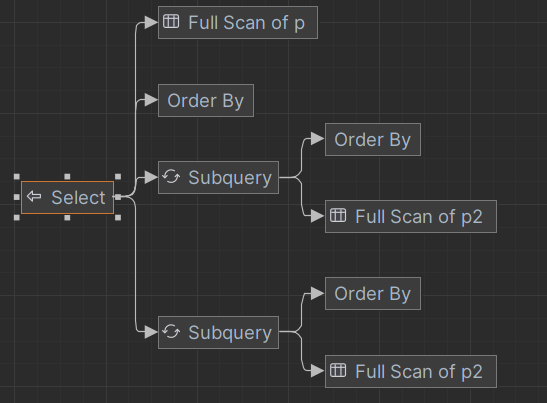 Full Scan of p
Order By
Order By
Subquery
Select
Full Scan of p2
Order By
Subquery
Full Scan of p2